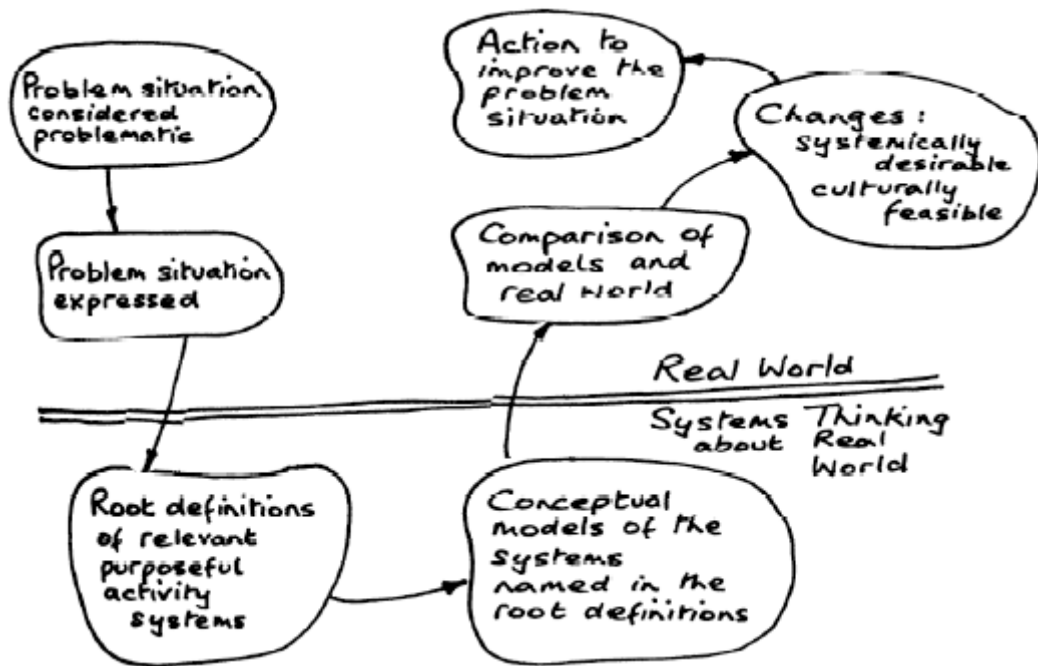 Problem situation
considered
problematic
Problem situation
expressed
Root definitions
of relevant
purposeful
activity
systems
Conceptual
models of the
systems
named in the
root definitions
Comparison of
models and
real World
Changes:
systemically
desirable
culturally
feasible
Action to
improve the
problem
situation
Real World
Systems Thinking
about Real
World